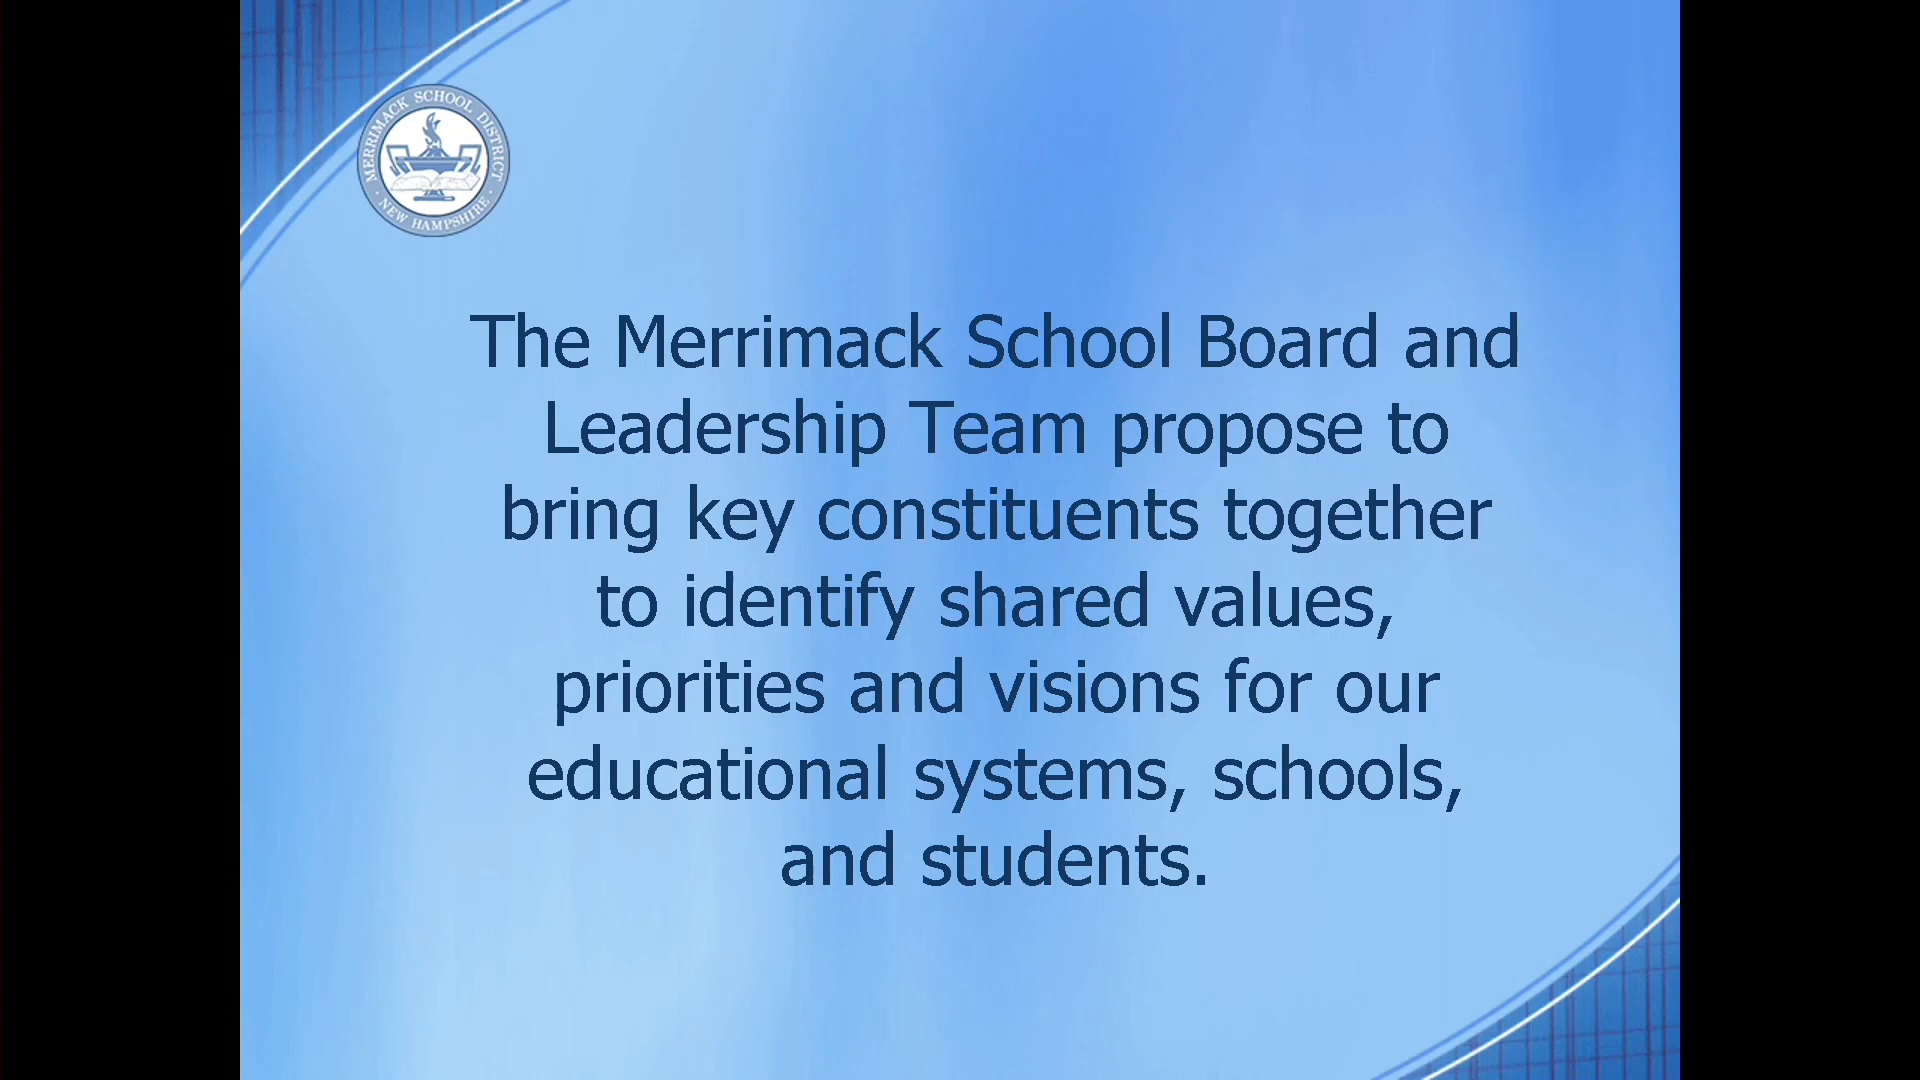 MERRIMACK SCHOOL DISTRICT
NEW HAMPSHIRE
The Merrimack School Board and
Leadership Team propose to
bring key constituents together
to identify shared values,
priorities and visions for our
educational systems, schools,
and students.